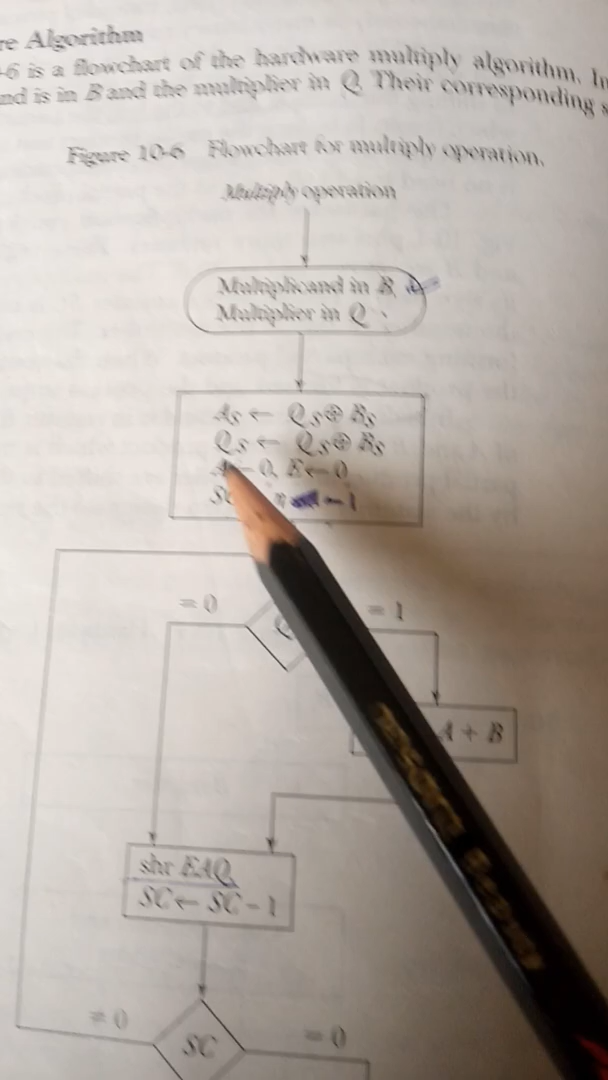 re Algorithm
-6 is a flowchart of the hardware multiply algorithm. In
nd is in B and the multiplier in Q. Their corresponding s
Figure 10-6 Flowchart for multiply operation.
Multiply operation
Multiplicand in B
Multiplier in Q
As ← Qs ⊕ Bs
Qs ← Qs ⊕ Bs
A ← 0, E ← 0
SC n - 1
= 0
= 1
Q
A + B
shr EAQ
SC ← SC - 1
≠ 0
= 0
SC